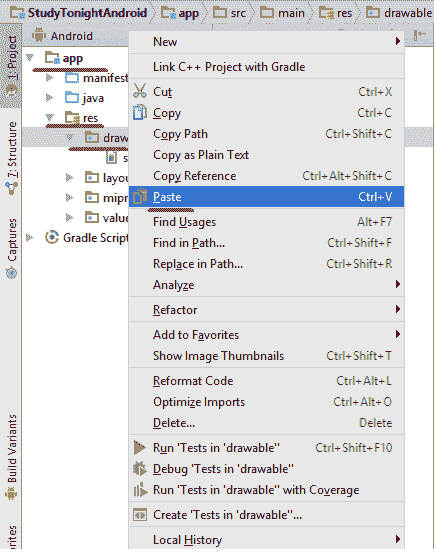 StudyTonightAndroid app src main res drawable
Android
1: Project
Z: Structure
Captures
Build Variants
app
manifest
java
res
draw
s
layou
mipr
value
Gradle Script
New
Link C++ Project with Gradle
Cut Ctrl+X
Copy Ctrl+C
Copy Path Ctrl+Shift+C
Copy as Plain Text
Copy Reference Ctrl+Alt+Shift+C
Paste Ctrl+V
Find Usages Alt+F7
Find in Path... Ctrl+Shift+F
Replace in Path... Ctrl+Shift+R
Analyze
Refactor
Add to Favorites
Show Image Thumbnails Ctrl+Shift+T
Reformat Code Ctrl+Alt+L
Optimize Imports Ctrl+Alt+O
Delete... Delete
Run 'Tests in 'drawable'' Ctrl+Shift+F10
Debug 'Tests in 'drawable''
Run 'Tests in 'drawable'' with Coverage
Create 'Tests in 'drawable''...
Local History